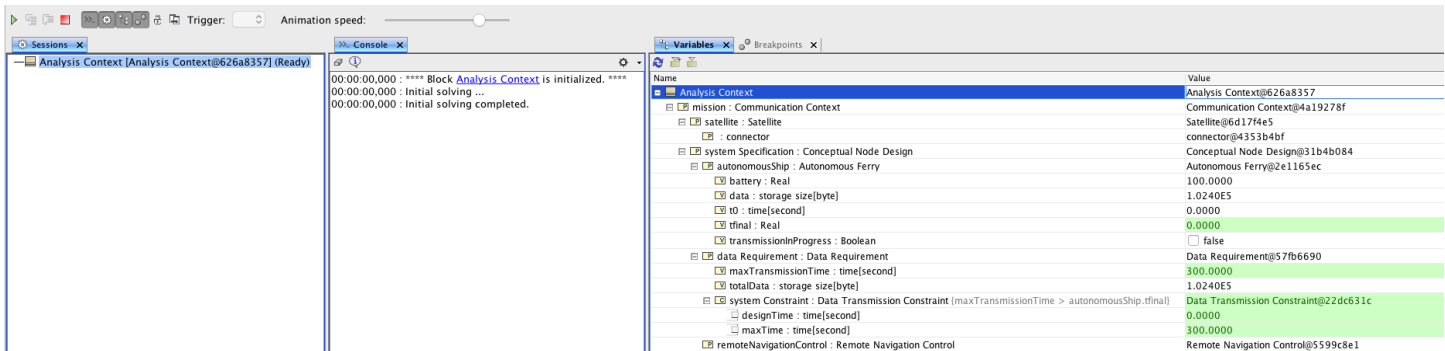 Trigger: Animation speed:
Sessions
Analysis Context [Analysis Context@626a8357] (Ready)
Console
00:00:00,000 : **** Block Analysis Context is initialized. ****
00:00:00,000 : Initial solving ...
00:00:00,000 : Initial solving completed.
Variables Breakpoints
Name Value
Analysis Context Analysis Context@626a8357
mission : Communication Context Communication Context@4a19278f
satellite : Satellite Satellite@6d17f4e5
: connector connector@4353b4bf
system Specification : Conceptual Node Design Conceptual Node Design@31b4b084
autonomousShip : Autonomous Ferry Autonomous Ferry@2e1165ec
battery : Real 100.0000
data : storage size[byte] 1.0240E5
t0 : time[second] 0.0000
tfinal : Real 0.0000
transmissionInProgress : Boolean false
data Requirement : Data Requirement Data Requirement@57fb6690
maxTransmissionTime : time[second] 300.0000
totalData : storage size[byte] 1.0240E5
system Constraint : Data Transmission Constraint {maxTransmissionTime > autonomousShip.tfinal} Data Transmission Constraint@22dc631c
designTime : time[second] 0.0000
maxTime : time[second] 300.0000
remoteNavigationControl : Remote Navigation Control Remote Navigation Control@5599c8e1